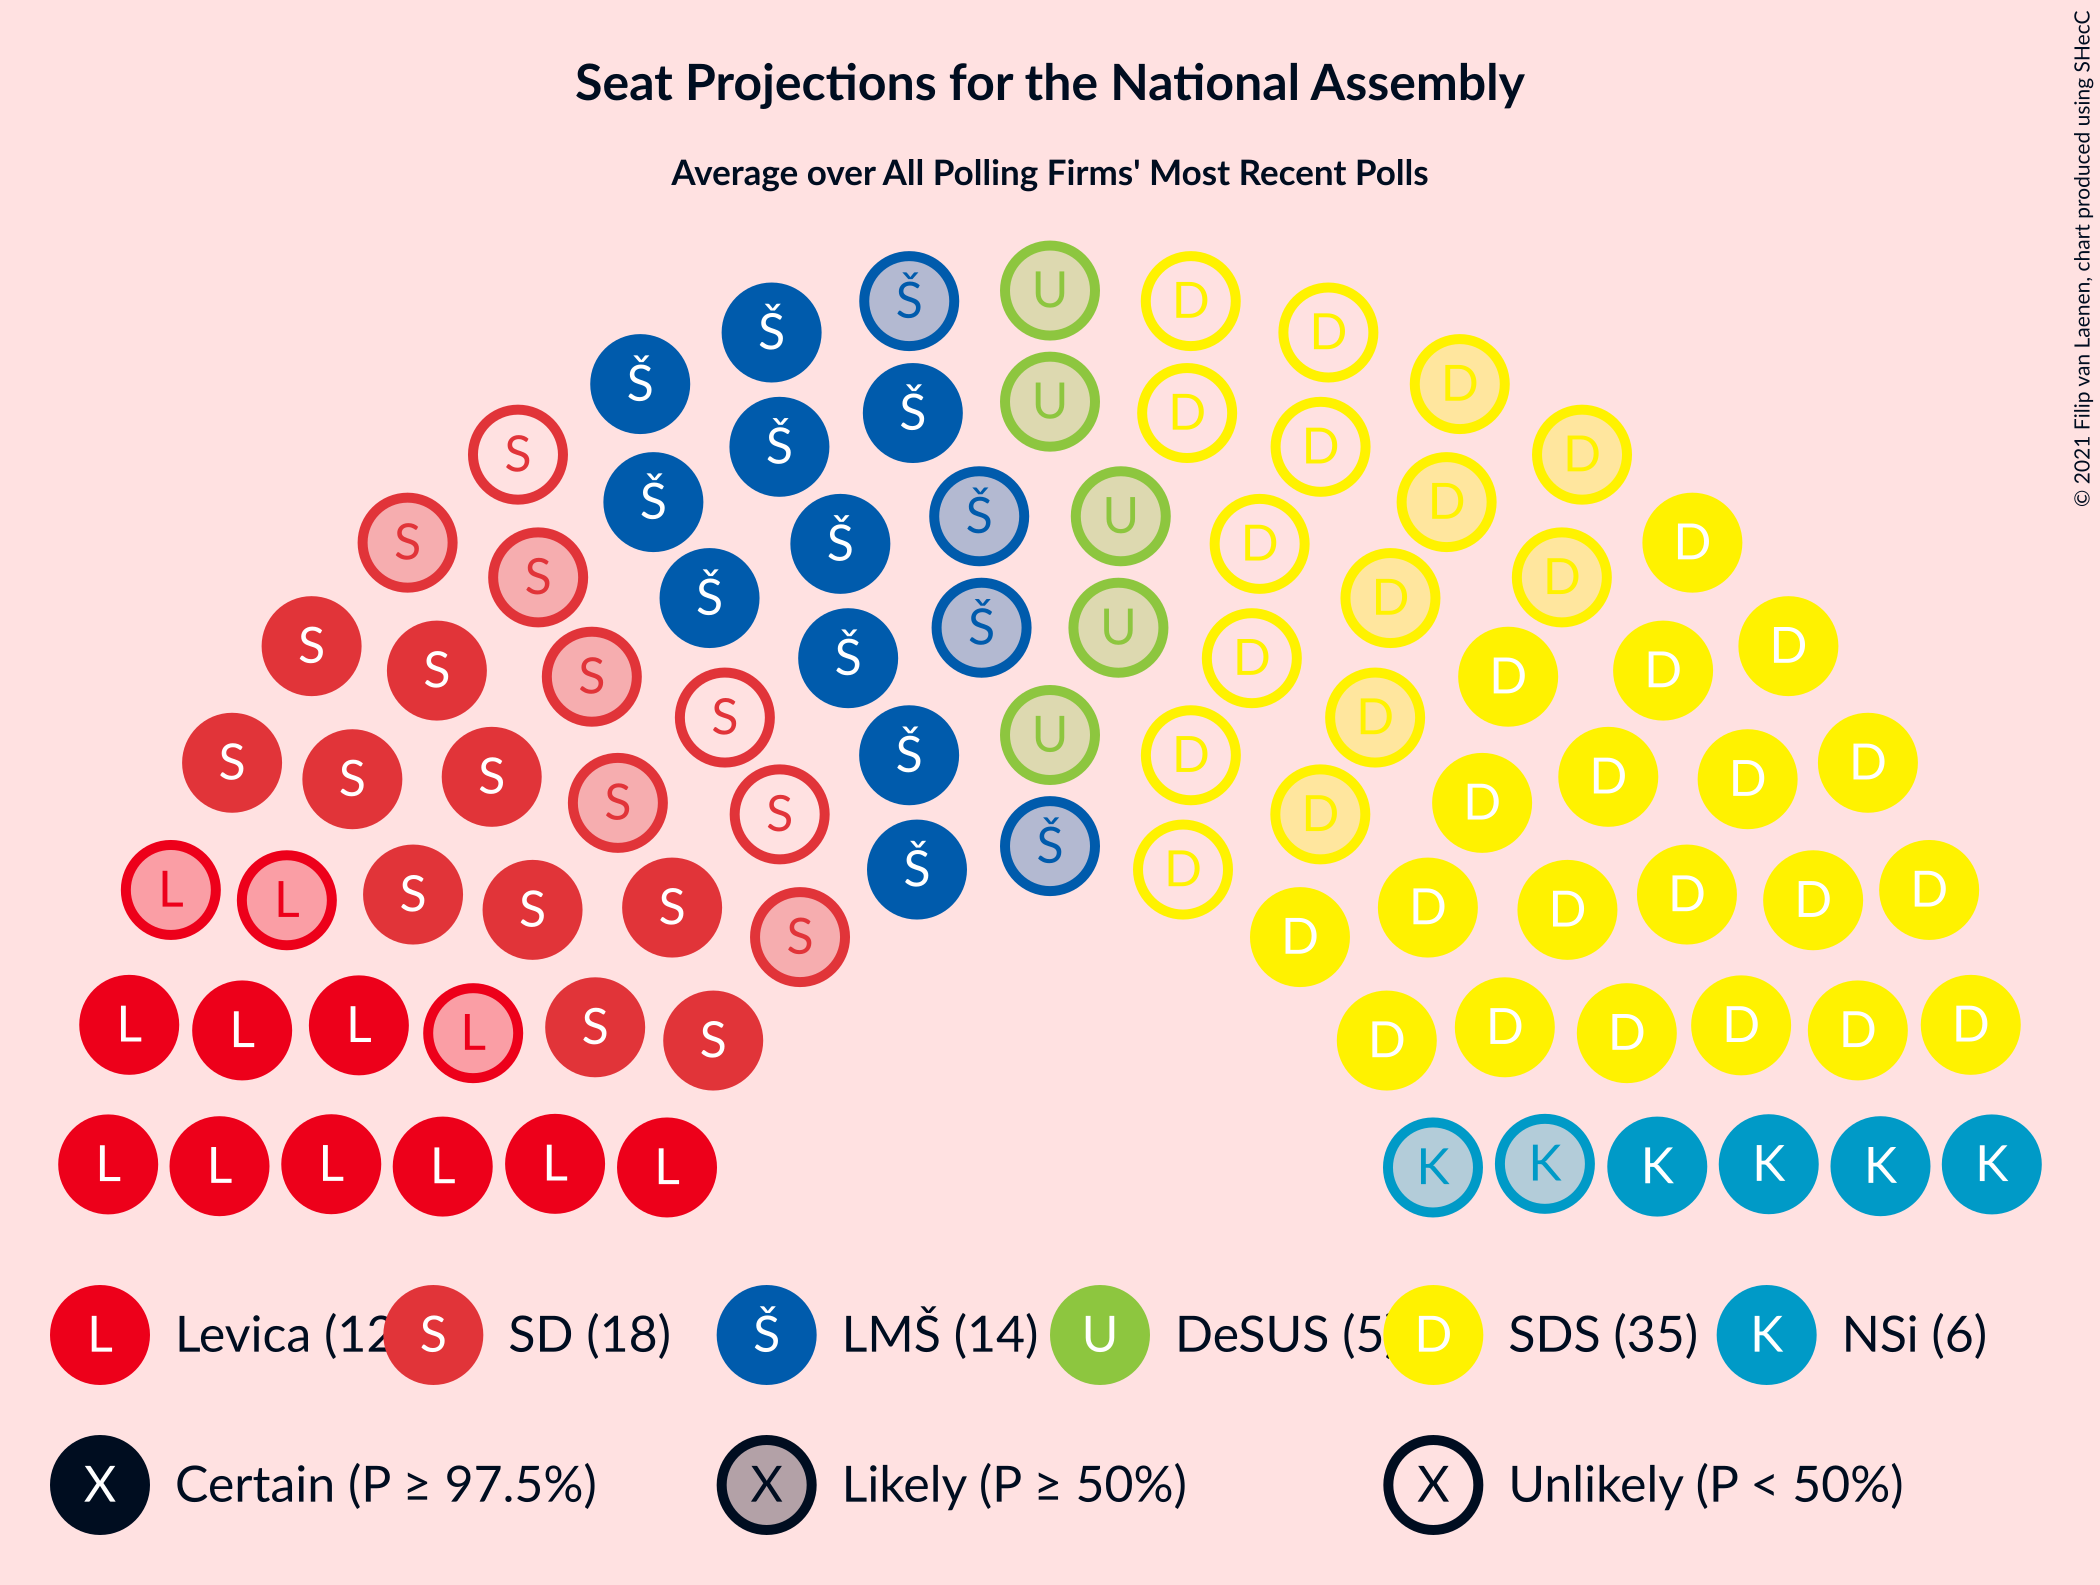 Seat Projections for the National Assembly
Average over All Polling Firms' Most Recent Polls
© 2021 Filip van Laenen, chart produced using SHecC
Š U D
Š D
Š D
S Š U D D
Š D
S Š Š U D D D
S Š D D
S Š D D
S S Š Š U D D D D
S S Š D D D
S S S S Š U D D D D D
L L S S S S Š Š D D D D D D D
L L L L S S D D D D D D
L L L L L L K K K K K K
L Levica (12 S SD (18) Š LMŠ (14) U DeSUS (5 D SDS (35) K NSi (6)
X Certain (P ≥ 97.5%) X Likely (P ≥ 50%) X Unlikely (P < 50%)